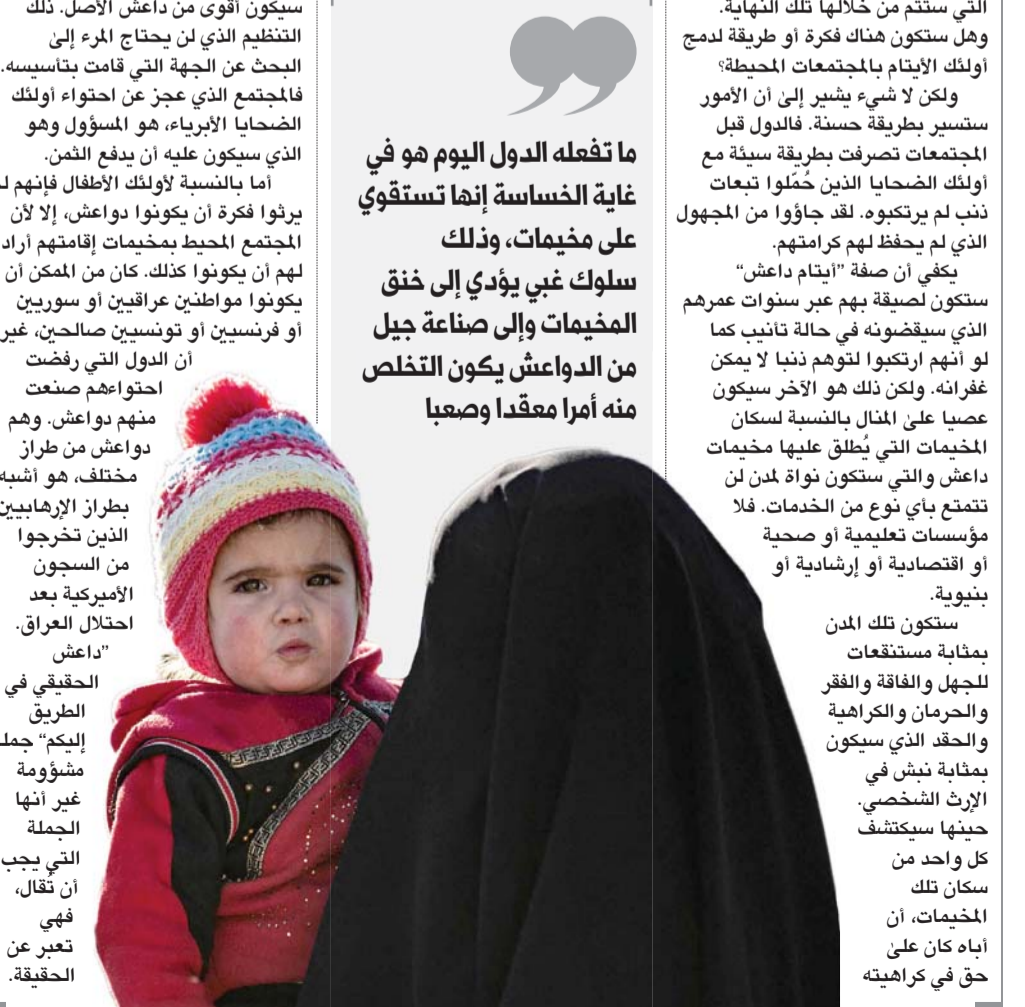 التي ستتم من خلالها تلك النهاية.
وهل ستكون هناك فكرة أو طريقة لدمج
أولئك الأيتام بالمجتمعات المحيطة؟
ولكن لا شيء يشير إلى أن الأمور
ستسير بطريقة حسنة. فالدول قبل
المجتمعات تصرفت بطريقة سيئة مع
أولئك الضحايا الذين حُمّلوا تبعات
ذنب لم يرتكبوه. لقد جاؤوا من المجهول
الذي لم يحفظ لهم كرامتهم.
يكفي أن صفة ”أيتام داعش“
ستكون لصيقة بهم عبر سنوات عمرهم
الذي سيقضونه في حالة تأنيب كما
لو أنهم ارتكبوا لتوهم ذنبا لا يمكن
غفرانه. ولكن ذلك هو الآخر سيكون
عصيا على المنال بالنسبة لسكان
المخيمات التي يُطلق عليها مخيمات
داعش والتي ستكون نواة لمدن لن
تتمتع بأي نوع من الخدمات. فلا
مؤسسات تعليمية أو صحية
أو اقتصادية أو إرشادية أو
بنيوية.
ستكون تلك المدن
بمثابة مستنقعات
للجهل والفاقة والفقر
والحرمان والكراهية
والحقد الذي سيكون
بمثابة نبش في
الإرث الشخصي.
حينها سيكتشف
كل واحد من
سكان تلك
المخيمات، أن
أباه كان على
حق في كراهيته
ما تفعله الدول اليوم هو في
غاية الخساسة إنها تستقوي
على مخيمات، وذلك
سلوك غبي يؤدي إلى خنق
المخيمات وإلى صناعة جيل
من الدواعش يكون التخلص
منه أمرا معقدا وصعبا
سيكون أقوى من داعش الأصل. ذلك
التنظيم الذي لن يحتاج المرء إلى
البحث عن الجهة التي قامت بتأسيسه.
فالمجتمع الذي عجز عن احتواء أولئك
الضحايا الأبرياء، هو المسؤول وهو
الذي سيكون عليه أن يدفع الثمن.
أما بالنسبة لأولئك الأطفال فإنهم
يرثوا فكرة أن يكونوا دواعش، إلا لأن
المجتمع المحيط بمخيمات إقامتهم أراد
لهم أن يكونوا كذلك. كان من الممكن أن
يكونوا مواطنين عراقيين أو سوريين
أو فرنسيين أو تونسيين صالحين، غير
أن الدول التي رفضت
احتواءهم صنعت
منهم دواعش. وهم
دواعش من طراز
مختلف، هو أشبه
بطراز الإرهابيين
الذين تخرجوا
من السجون
الأميركية بعد
احتلال العراق.
”داعش
الحقيقي في
الطريق
إليكم“
مشؤومة
غير أنها
الجملة
التي يجب
أن تُقال،
فهي
تعبر عن
الحقيقة.